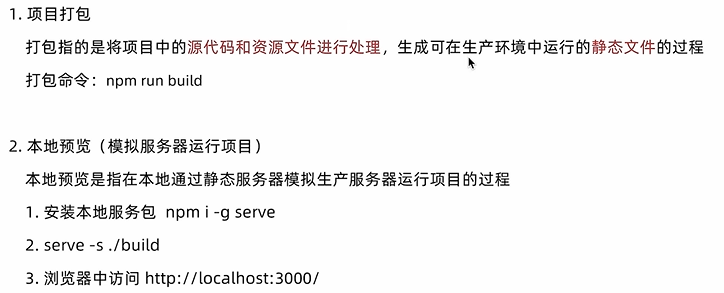 1. 项目打包
打包指的是将项目中的源代码和资源文件进行处理，生成可在生产环境中运行的静态文件的过程
打包命令：npm run build
2. 本地预览（模拟服务器运行项目）
本地预览是指在本地通过静态服务器模拟生产服务器运行项目的过程
1. 安装本地服务包 npm i -g serve
2. serve -s ./build
3. 浏览器中访问 http://localhost:3000/